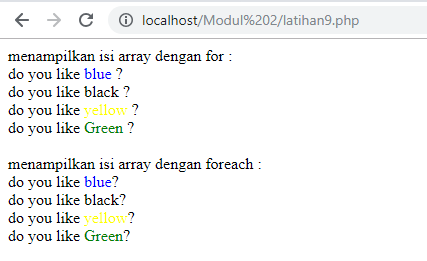 localhost/Modul%202/latihan9.php
menampilkan isi array dengan for :
do you like blue ?
do you like black ?
do you like yellow ?
do you like Green ?
menampilkan isi array dengan foreach :
do you like blue?
do you like black?
do you like yellow?
do you like Green?